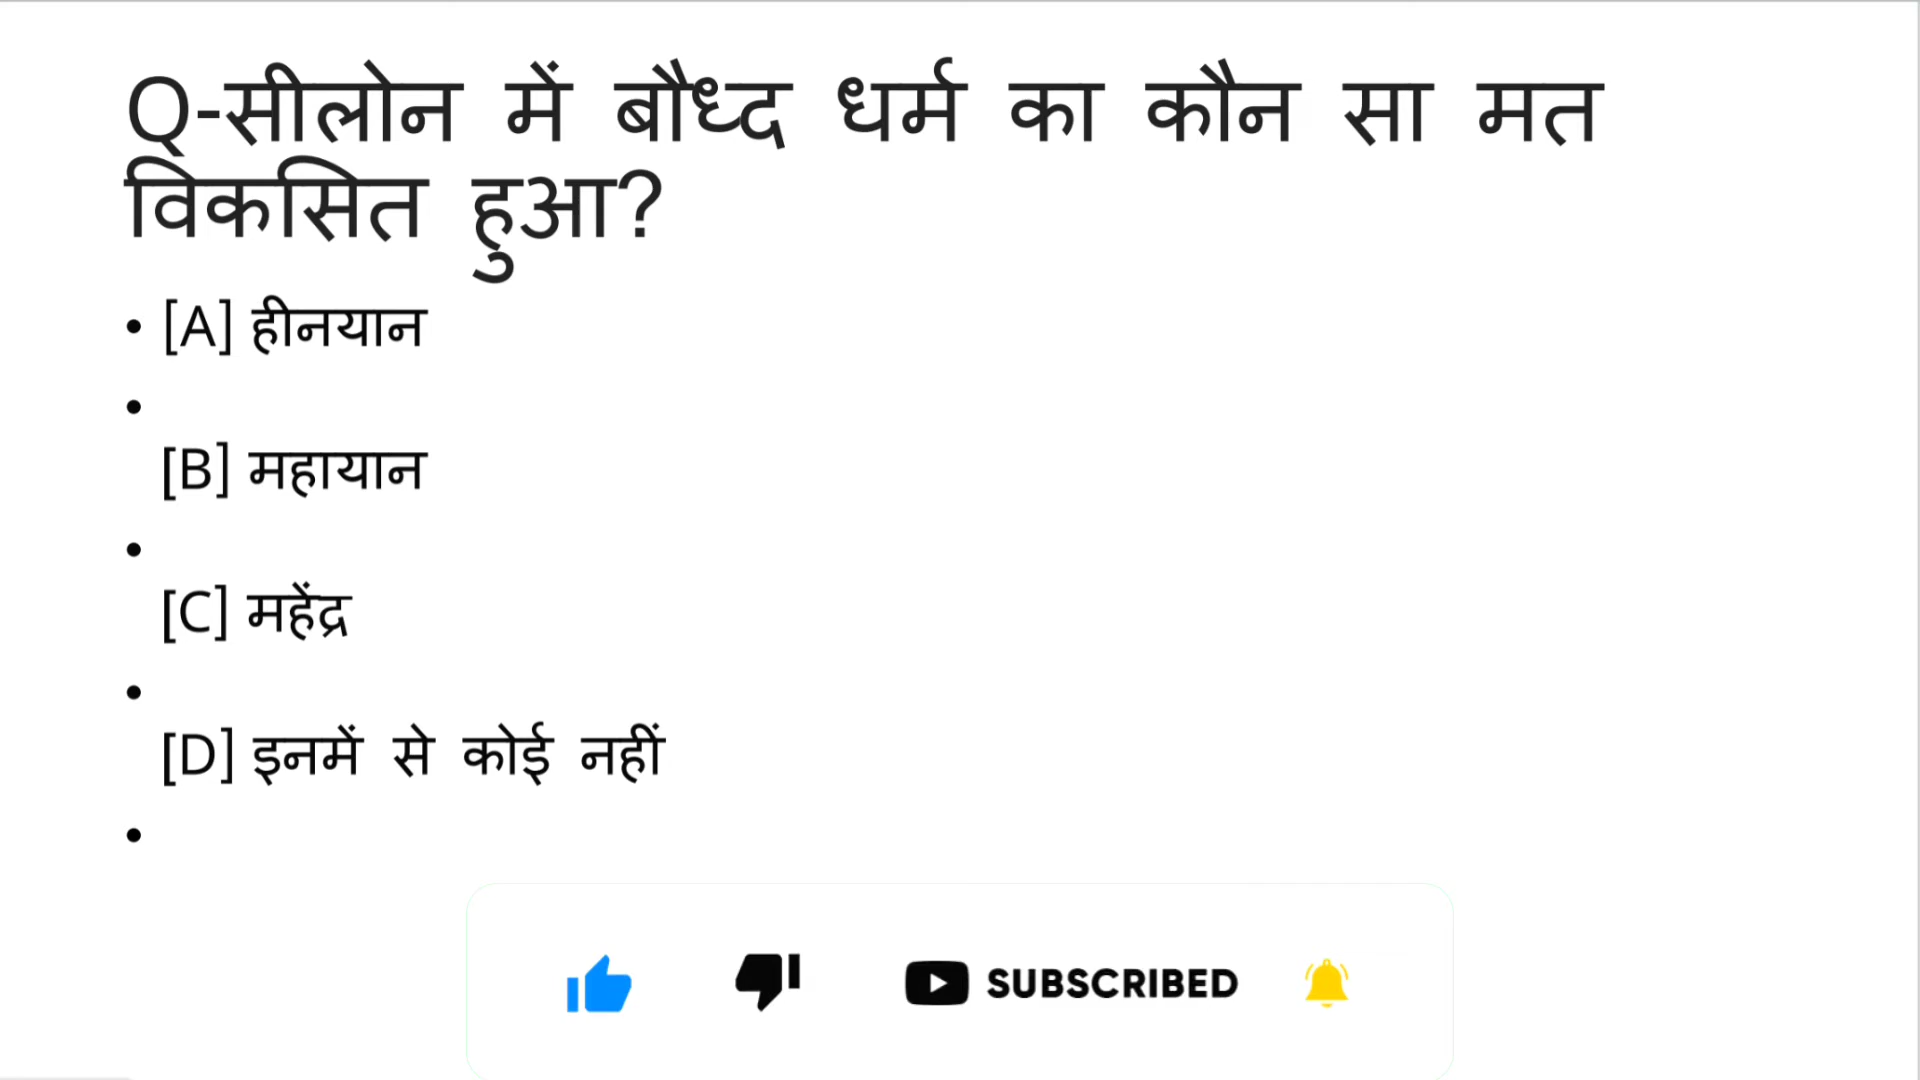 Q-सीलोन में बौध्द धर्म का कौन सा मत
विकसित हुआ?
• [A] हीनयान
•
[B] महायान
•
[C] महेंद्र
•
[D] इनमें से कोई नहीं
•
SUBSCRIBED